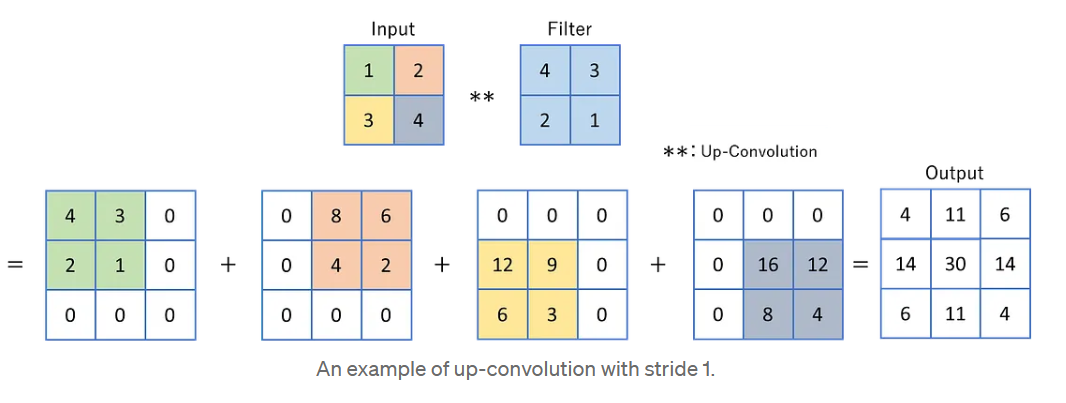 Input Filter
1 2 4 3
**
3 4 2 1
**: Up-Convolution
Output
4 3 0 0 8 6 0 0 0 0 0 0 4 11 6
= 2 1 0 + 0 4 2 + 12 9 0 + 0 16 12 = 14 30 14
0 0 0 0 0 0 6 3 0 0 8 4 6 11 4
An example of up-convolution with stride 1.